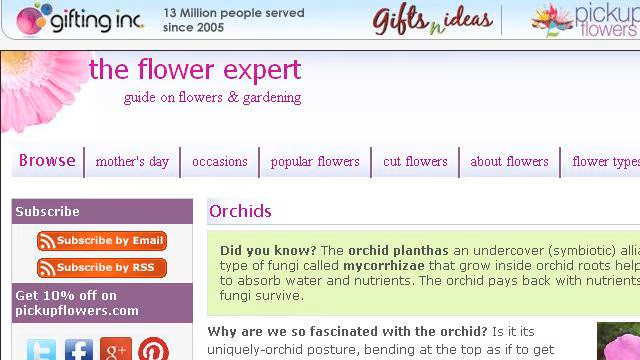 gifting inc.
13 Million people served
since 2005
Gifts n ideas
pickup
flowers
the flower expert
guide on flowers & gardening
Browse
mother's day
occasions
popular flowers
cut flowers
about flowers
flower types
Subscribe
Subscribe by Email
Subscribe by RSS
Get 10% off on
pickupflowers.com
Orchids
Did you know? The orchid planthas an undercover (symbiotic)
type of fungi called mycorrhizae that grow inside orchid roots help
to absorb water and nutrients. The orchid pays back with nutrients
fungi survive.
Why are we so fascinated with the orchid? Is it its
uniquely-orchid posture, bending at the top as if to get